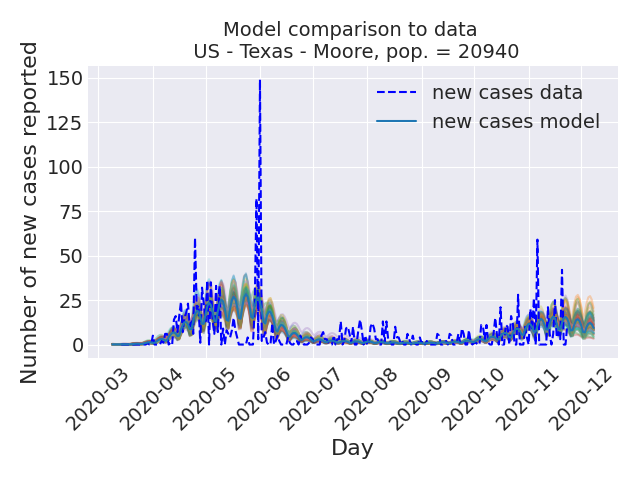 Model comparison to data
US - Texas - Moore, pop. = 20940
Number of new cases reported
150
125
100
75
50
25
0
new cases data
new cases model
2020-03
2020-04
2020-05
2020-06
2020-07
2020-08
2020-09
2020-10
2020-11
2020-12
Day